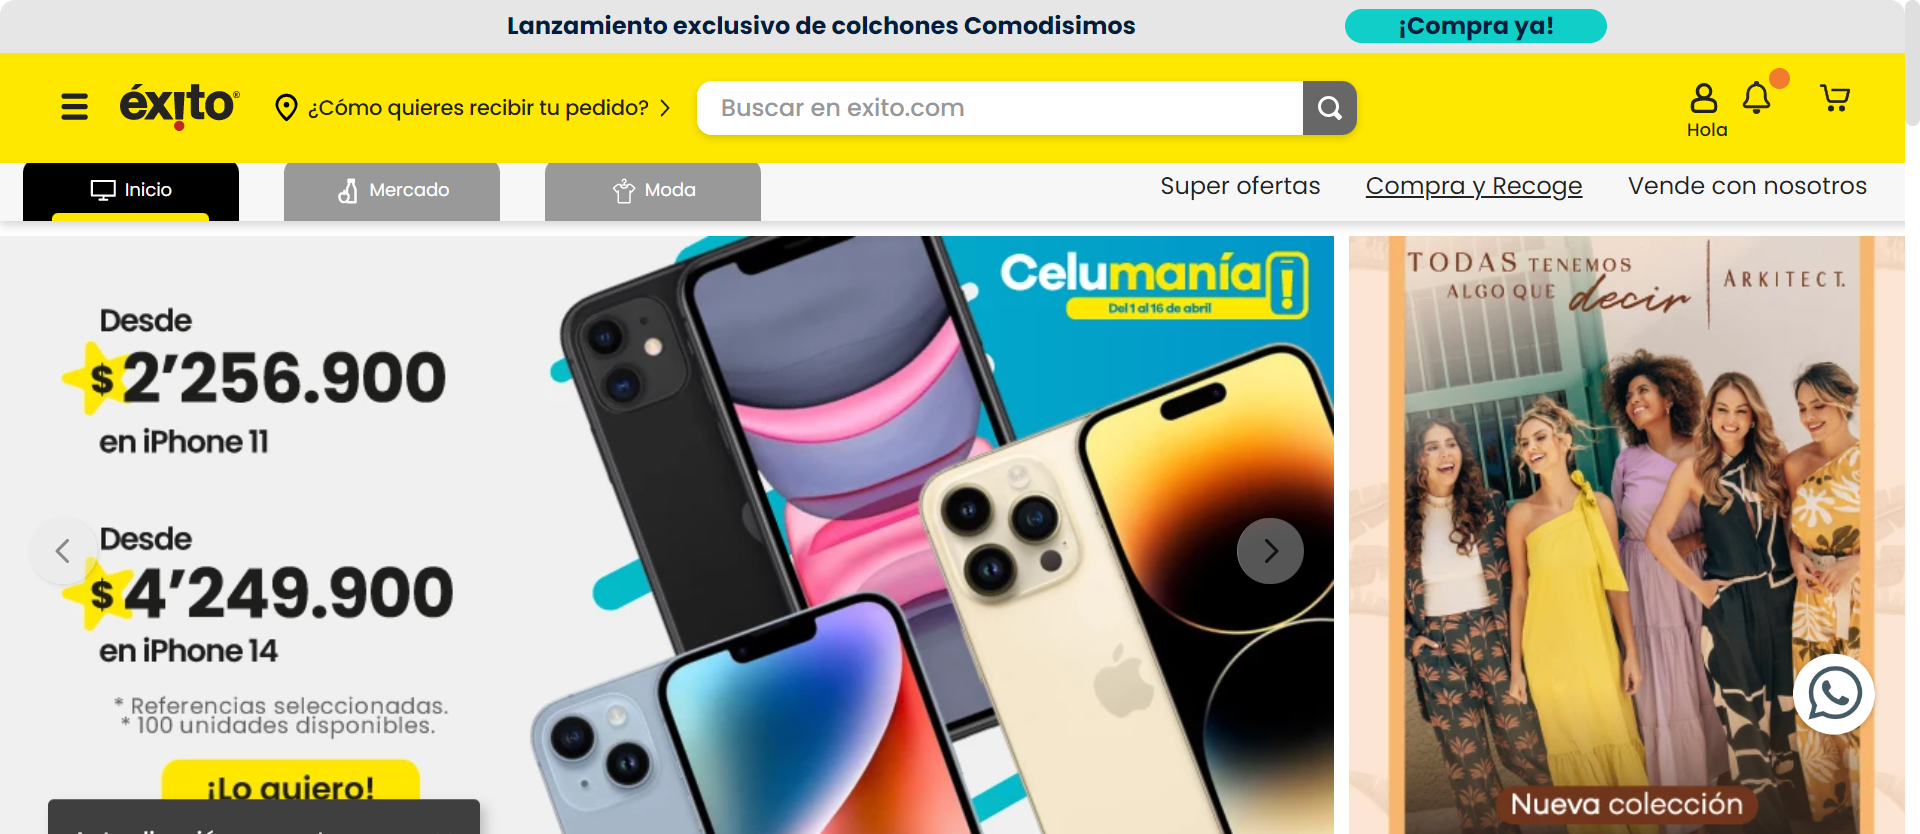 Lanzamiento exclusivo de colchones Comodisimos
¡Compra ya!
éxito
¿Cómo quieres recibir tu pedido?
Buscar en exito.com
Hola
Inicio
Mercado
Moda
Super ofertas
Compra y Recoge
Vende con nosotros
Desde
$2'256.900
en iPhone 11
Desde
$4'249.900
en iPhone 14
* Referencias seleccionadas.
* 100 unidades disponibles.
¡Lo quiero!
Celumanía!
Del 1 al 16 de abril
TODAS TENEMOS
ALGO QUE decir
ARKITECT.
Nueva colección